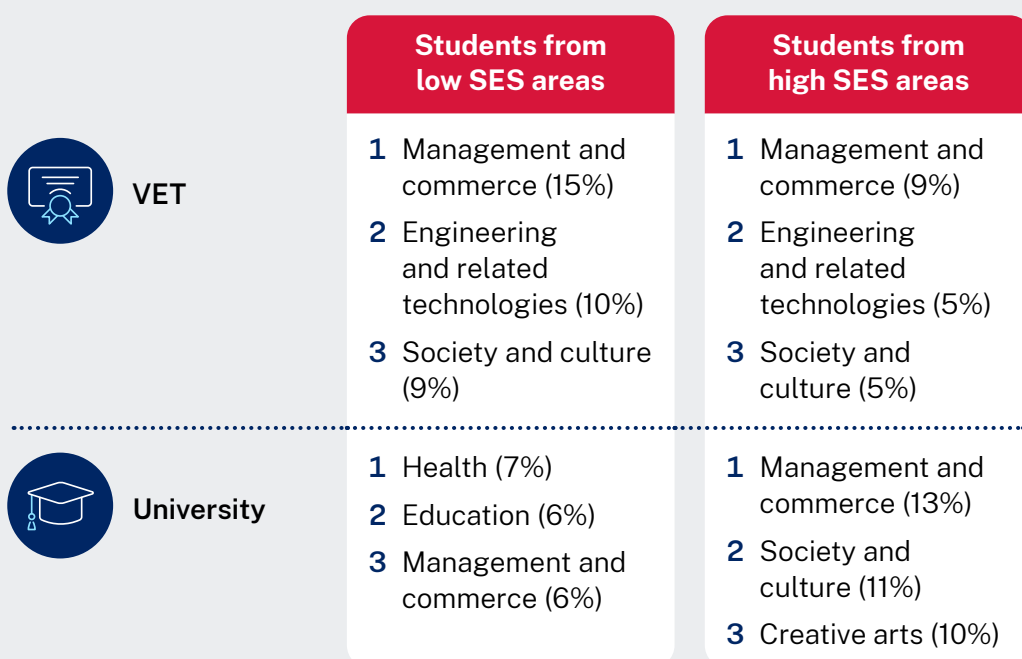 Students from
low SES areas
Students from
high SES areas
VET
1 Management and
commerce (15%)
2 Engineering
and related
technologies (10%)
3 Society and culture
(9%)
1 Management and
commerce (9%)
2 Engineering
and related
technologies (5%)
3 Society and
culture (5%)
University
1 Health (7%)
2 Education (6%)
3 Management and
commerce (6%)
1 Management and
commerce (13%)
2 Society and
culture (11%)
3 Creative arts (10%)